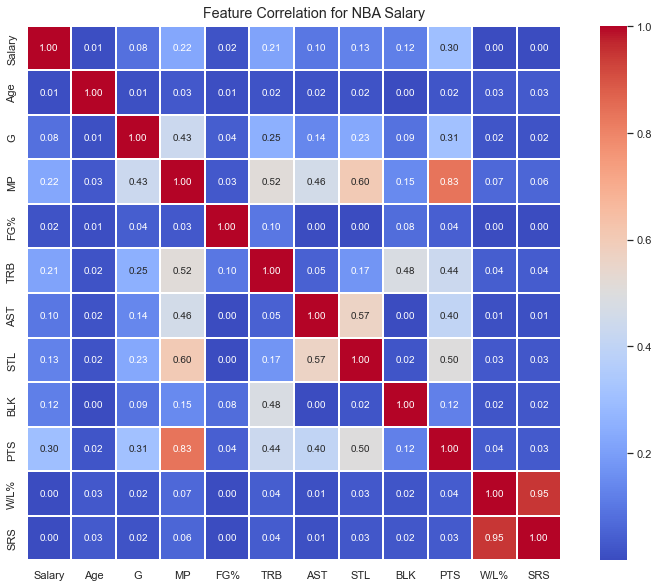 Feature Correlation for NBA Salary
Salary 1.00 0.01 0.08 0.22 0.02 0.21 0.10 0.13 0.12 0.30 0.00 0.00
Age 0.01 1.00 0.01 0.03 0.01 0.02 0.02 0.02 0.00 0.02 0.03 0.03
G 0.08 0.01 1.00 0.43 0.04 0.25 0.14 0.23 0.09 0.31 0.02 0.02
MP 0.22 0.03 0.43 1.00 0.03 0.52 0.46 0.60 0.15 0.83 0.07 0.06
FG% 0.02 0.01 0.04 0.03 1.00 0.10 0.00 0.00 0.08 0.04 0.00 0.00
TRB 0.21 0.02 0.25 0.52 0.10 1.00 0.05 0.17 0.48 0.44 0.04 0.04
AST 0.10 0.02 0.14 0.46 0.00 0.05 1.00 0.57 0.00 0.40 0.01 0.01
STL 0.13 0.02 0.23 0.60 0.00 0.17 0.57 1.00 0.02 0.50 0.03 0.03
BLK 0.12 0.00 0.09 0.15 0.08 0.48 0.00 0.02 1.00 0.12 0.02 0.02
PTS 0.30 0.02 0.31 0.83 0.04 0.44 0.40 0.50 0.12 1.00 0.04 0.03
W/L% 0.00 0.03 0.02 0.07 0.00 0.04 0.01 0.03 0.02 0.04 1.00 0.95
SRS 0.00 0.03 0.02 0.06 0.00 0.04 0.01 0.03 0.02 0.03 0.95 1.00
Salary Age G MP FG% TRB AST STL BLK PTS W/L% SRS
1.0
0.8
0.6
0.4
0.2